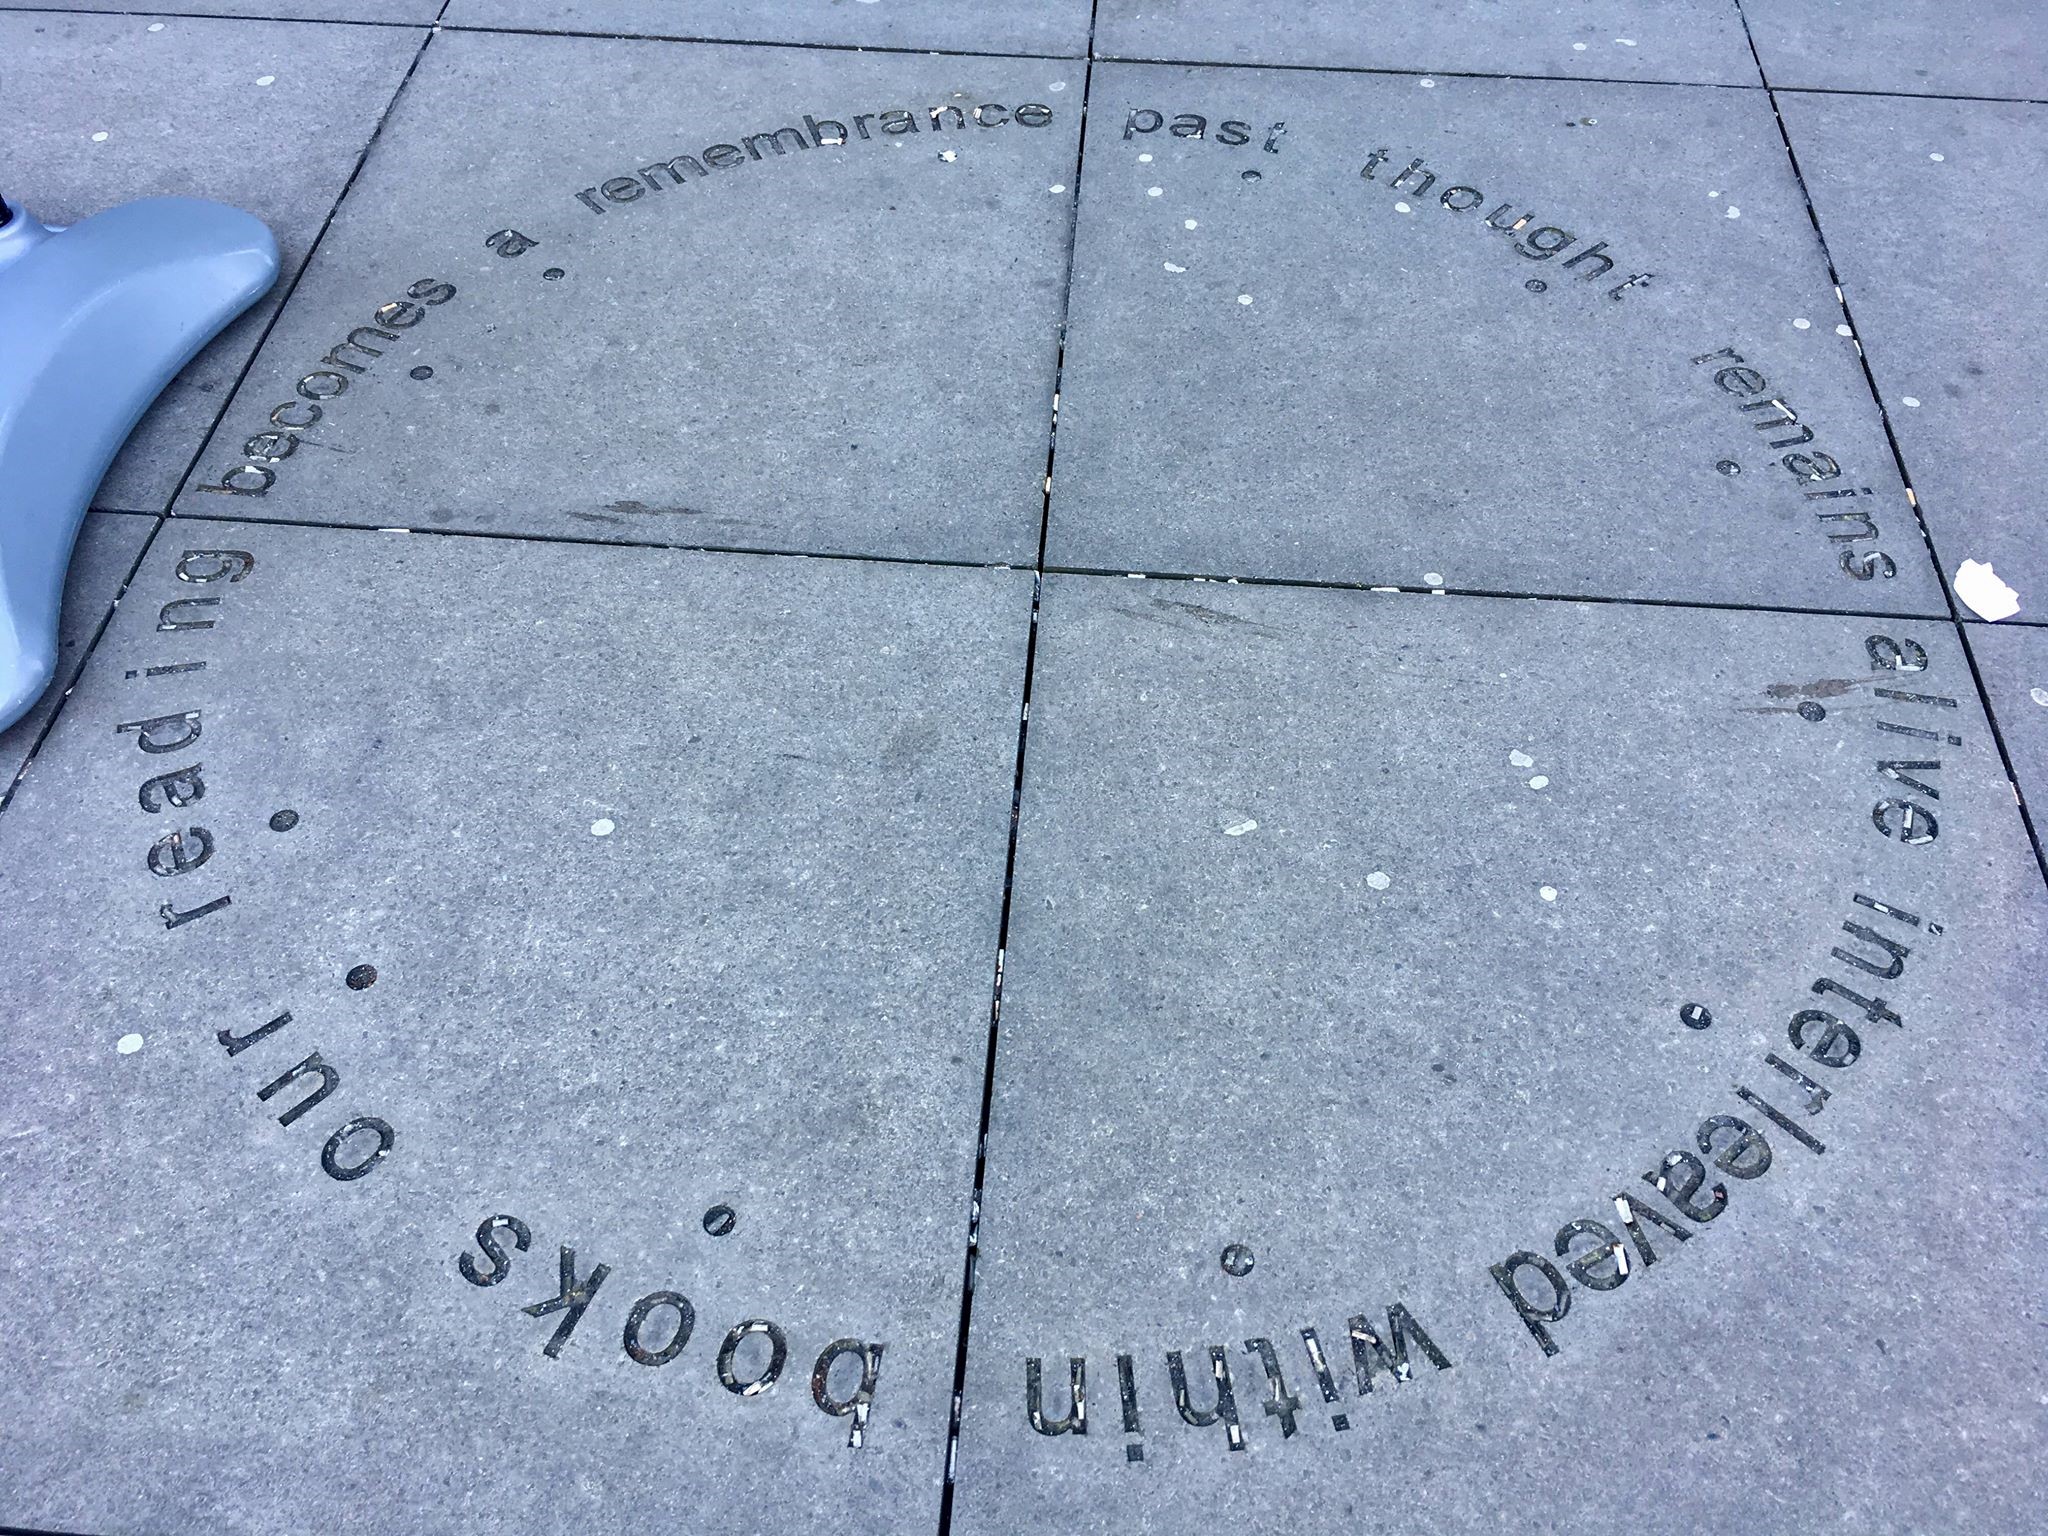 our reading becomes a remembrance past thought remains alive interleaved within books